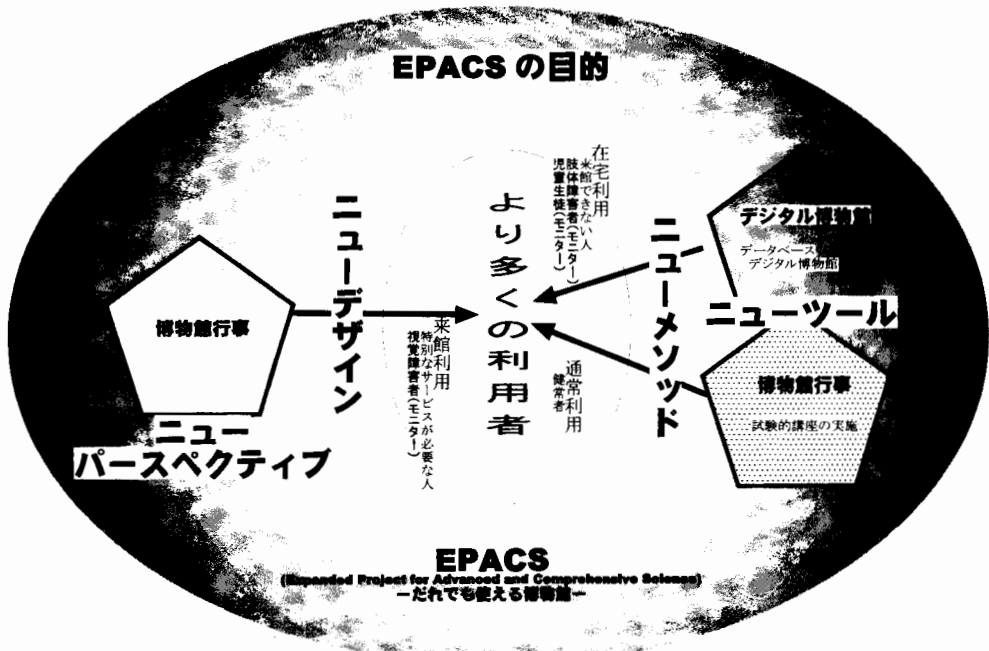 EPACS の目的
ニューデザイン
博物館行事
ニュー
パースペクティブ
来館利用
特別なサービスが必要な人
視覚障害者(モニター)
より多くの利用者
在宅利用
来館できない人
肢体障害者(モニター)
児童生徒(モニター)
通常利用
健常者
ニューメソッド
デジタル博物館
データベース
デジタル博物館
ニューツール
博物館行事
試験的講座の実施
EPACS
(Expanded Project for Advanced and Comprehensive Science)
ーだれでも使える博物館ー